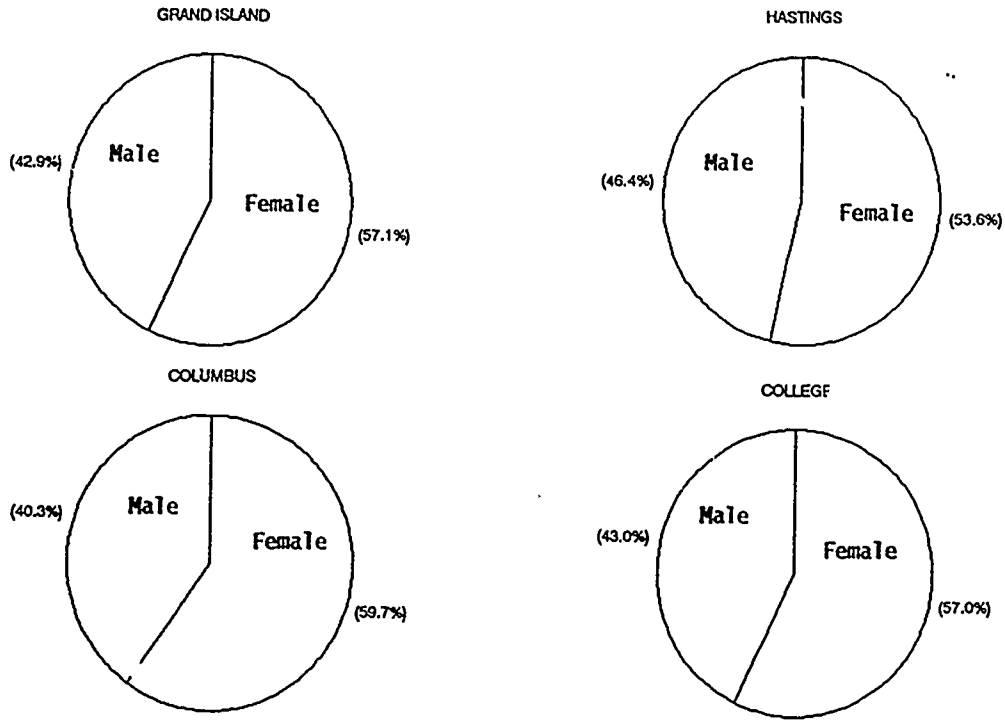 GRAND ISLAND
(42.9%)
Male
Female
(57.1%)
HASTINGS
(46.4%)
Male
Female
(53.6%)
COLUMBUS
(40.3%)
Male
Female
(59.7%)
COLLEGE
(43.0%)
Male
Female
(57.0%)